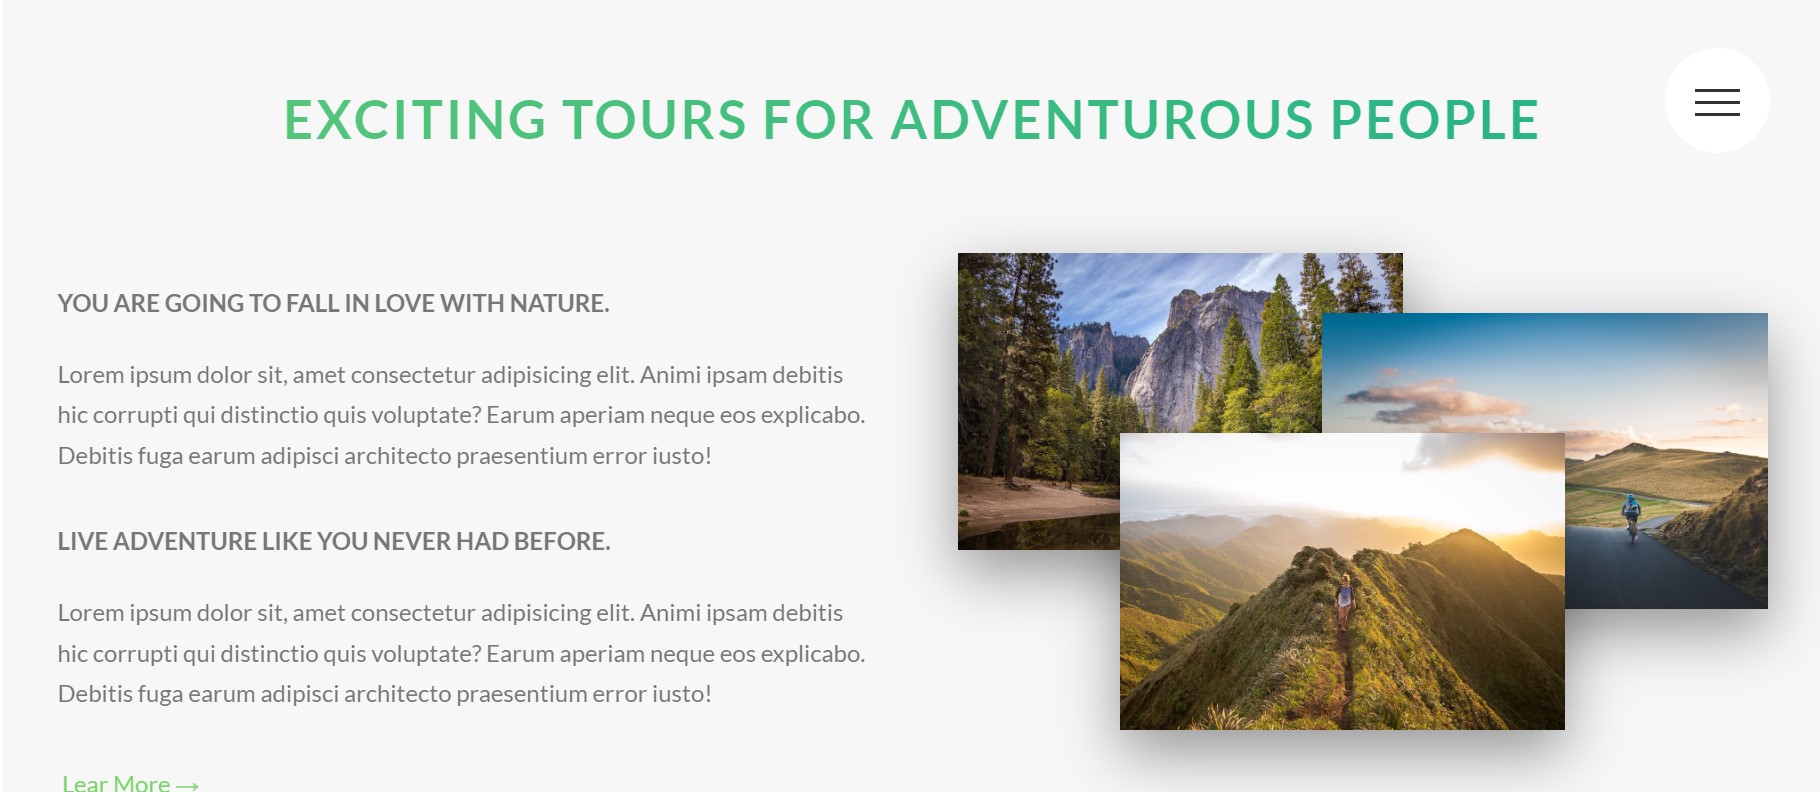 EXCITING TOURS FOR ADVENTUROUS PEOPLE
YOU ARE GOING TO FALL IN LOVE WITH NATURE.
Lorem ipsum dolor sit, amet consectetur adipisicing elit. Animi ipsam debitis
hic corrupti qui distinctio quis voluptate? Earum aperiam neque eos explicabo.
Debitis fuga earum adipisci architecto praesentium error iusto!
LIVE ADVENTURE LIKE YOU NEVER HAD BEFORE.
Lorem ipsum dolor sit, amet consectetur adipisicing elit. Animi ipsam debitis
hic corrupti qui distinctio quis voluptate? Earum aperiam neque eos explicabo.
Debitis fuga earum adipisci architecto praesentium error iusto!
Lear More →